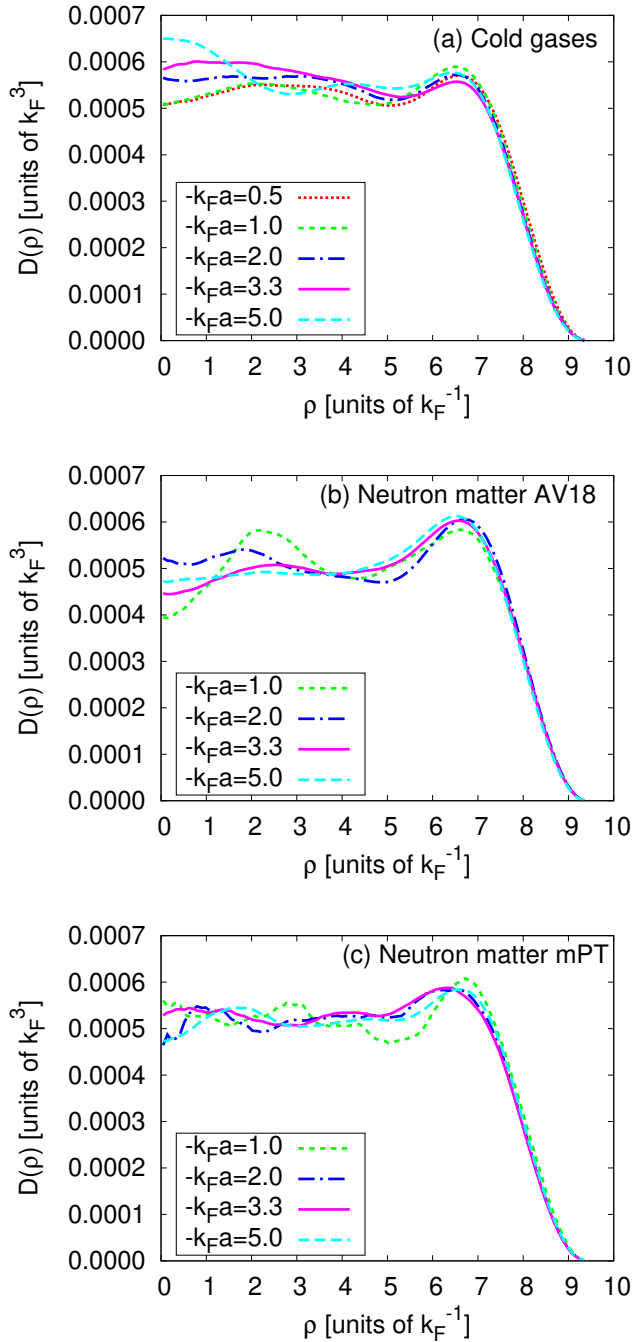 (a) Cold gases
D(ρ) [units of k_F^3]
0.0007
0.0006
0.0005
0.0004
0.0003
0.0002
0.0001
0.0000
-k_Fa=0.5
-k_Fa=1.0
-k_Fa=2.0
-k_Fa=3.3
-k_Fa=5.0
0 1 2 3 4 5 6 7 8 9 10
ρ [units of k_F^-1]
(b) Neutron matter AV18
D(ρ) [units of k_F^3]
0.0007
0.0006
0.0005
0.0004
0.0003
0.0002
0.0001
0.0000
-k_Fa=1.0
-k_Fa=2.0
-k_Fa=3.3
-k_Fa=5.0
0 1 2 3 4 5 6 7 8 9 10
ρ [units of k_F^-1]
(c) Neutron matter mPT
D(ρ) [units of k_F^3]
0.0007
0.0006
0.0005
0.0004
0.0003
0.0002
0.0001
0.0000
-k_Fa=1.0
-k_Fa=2.0
-k_Fa=3.3
-k_Fa=5.0
0 1 2 3 4 5 6 7 8 9 10
ρ [units of k_F^-1]